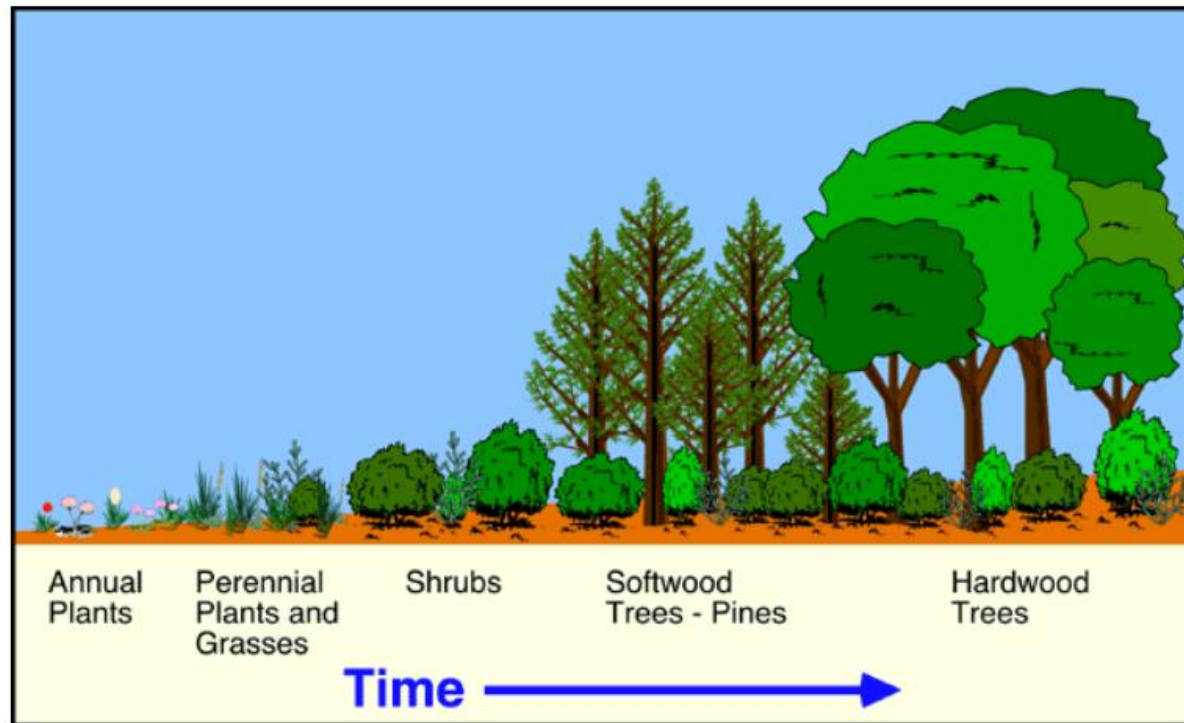 Annual
Plants
Perennial
Plants and
Grasses
Shrubs
Softwood
Trees - Pines
Hardwood
Trees
Time